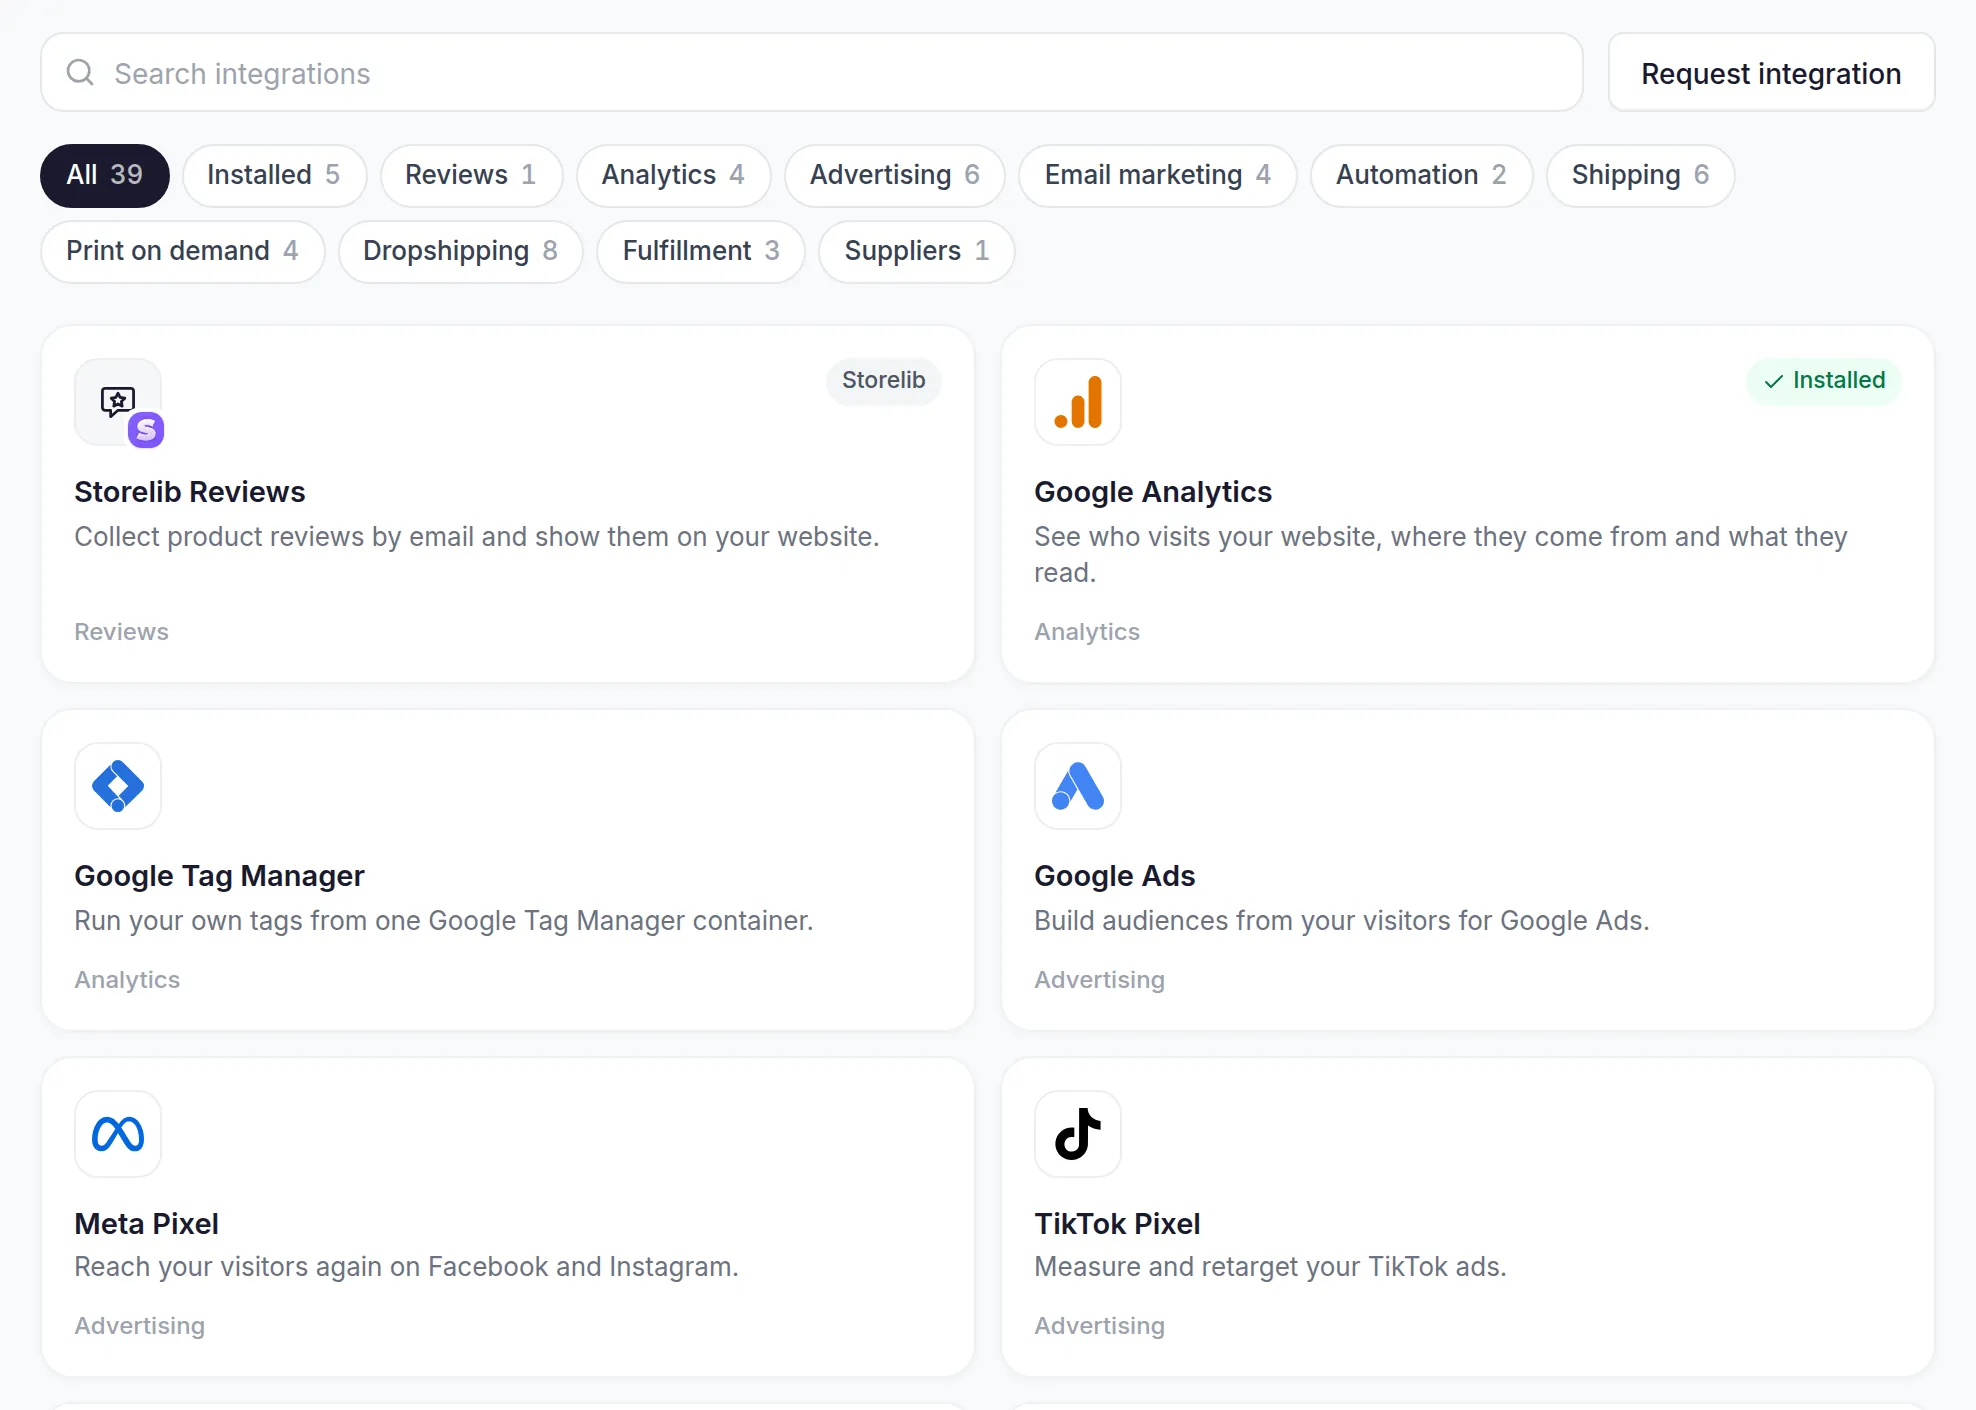 Search integrations
Request integration
All 39
Installed 5
Reviews 1
Analytics 4
Advertising 6
Email marketing 4
Automation 2
Shipping 6
Print on demand 4
Dropshipping 8
Fulfillment 3
Suppliers 1
S
Storelib
Storelib Reviews
Collect product reviews by email and show them on your website.
Reviews
Installed
Google Analytics
See who visits your website, where they come from and what they
read.
Analytics
Google Tag Manager
Run your own tags from one Google Tag Manager container.
Analytics
Google Ads
Build audiences from your visitors for Google Ads.
Advertising
Meta Pixel
Reach your visitors again on Facebook and Instagram.
Advertising
TikTok Pixel
Measure and retarget your TikTok ads.
Advertising